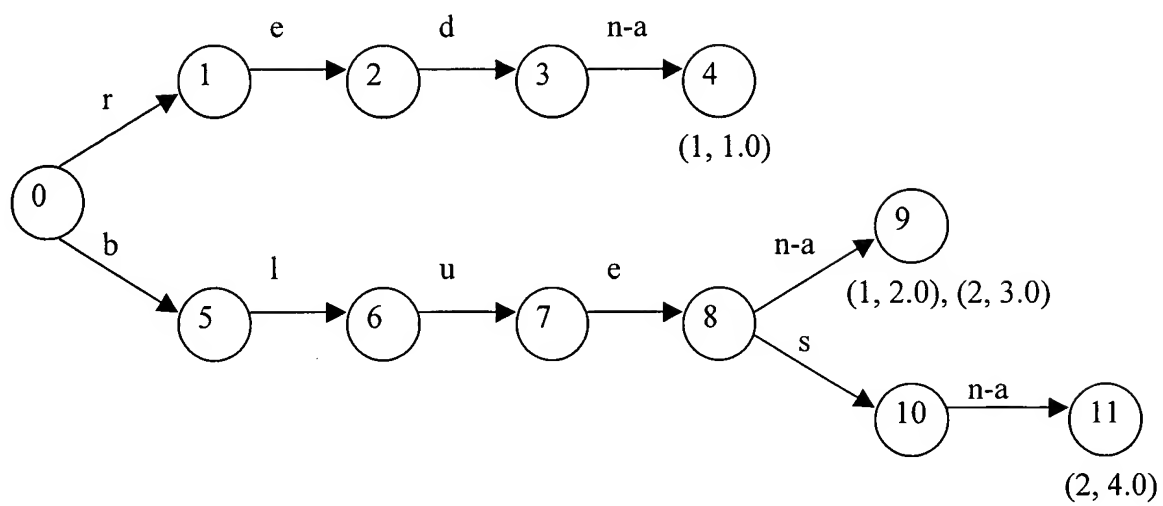 e d n-a
1 2 3 4
r
(1, 1.0)
0
9
b l u e n-a
(1, 2.0), (2, 3.0)
5 6 7 8
s
n-a
10 11
(2, 4.0)